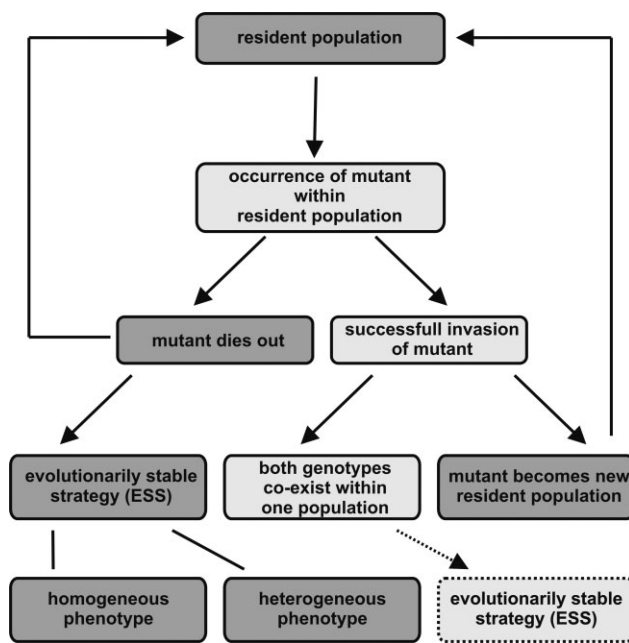 resident population
occurrence of mutant
within
resident population
mutant dies out
successfull invasion
of mutant
evolutionarily stable
strategy (ESS)
both genotypes
co-exist within
one population
mutant becomes new
resident population
homogeneous
phenotype
heterogeneous
phenotype
evolutionarily stable
strategy (ESS)